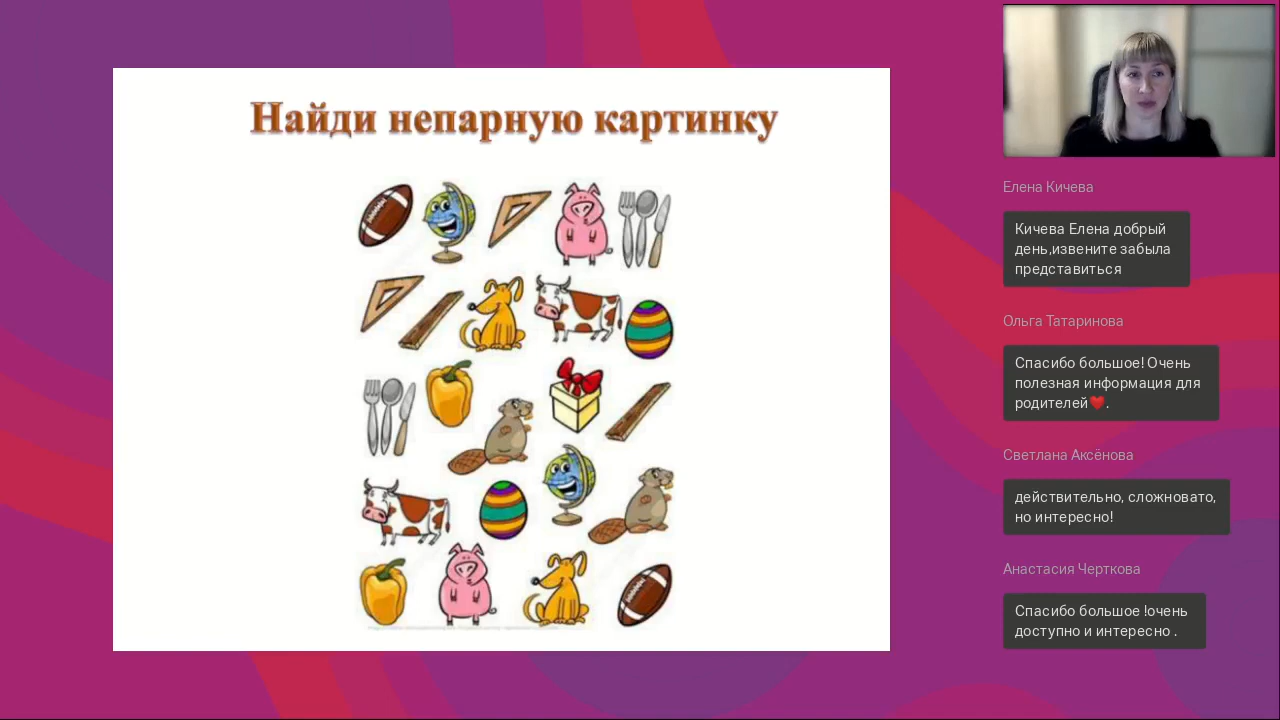 Найди непарную картинку
Елена Кичева
Кичева Елена добрый
день,извените забыла
представиться
Ольга Татаринова
Спасибо большое! Очень
полезная информация для
родителей❤️.
Светлана Аксёнова
действительно, сложновато,
но интересно!
Анастасия Черткова
Спасибо большое !очень
доступно и интересно .